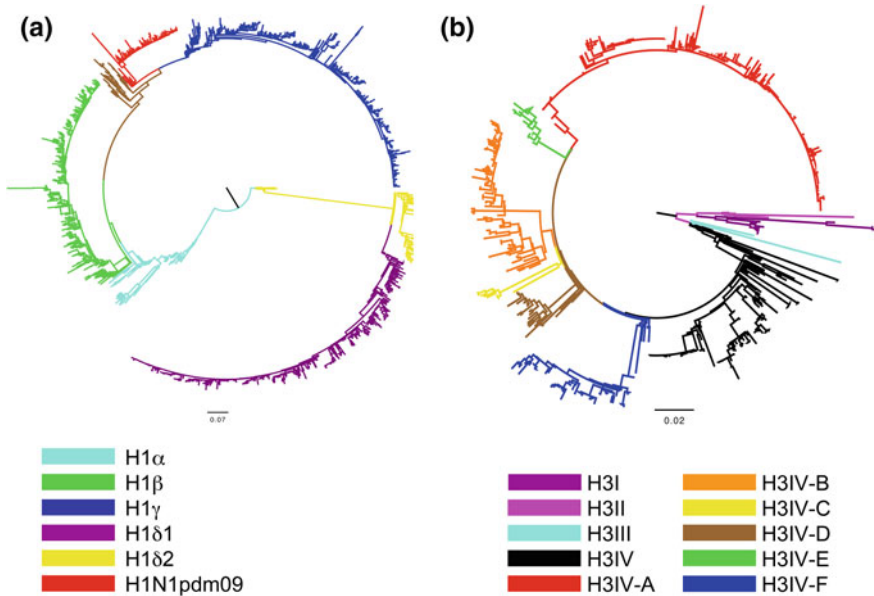 (a)
(b)
0.07
0.02
H1α
H1β
H1γ
H1δ1
H1δ2
H1N1pdm09
H3I
H3II
H3III
H3IV
H3IV-A
H3IV-B
H3IV-C
H3IV-D
H3IV-E
H3IV-F